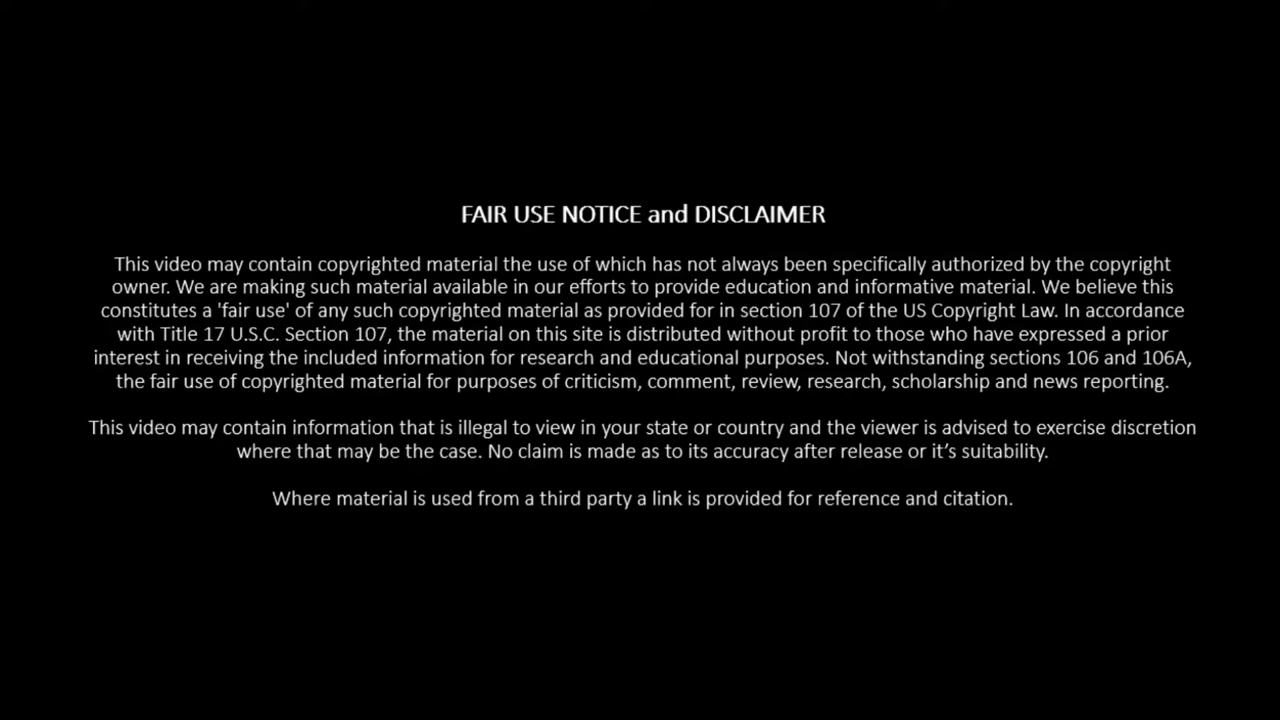 FAIR USE NOTICE and DISCLAIMER
This video may contain copyrighted material the use of which has not always been specifically authorized by the copyright
owner. We are making such material available in our efforts to provide education and informative material. We believe this
constitutes a 'fair use' of any such copyrighted material as provided for in section 107 of the US Copyright Law. In accordance
with Title 17 U.S.C. Section 107, the material on this site is distributed without profit to those who have expressed a prior
interest in receiving the included information for research and educational purposes. Not withstanding sections 106 and 106A,
the fair use of copyrighted material for purposes of criticism, comment, review, research, scholarship and news reporting.
This video may contain information that is illegal to view in your state or country and the viewer is advised to exercise discretion
where that may be the case. No claim is made as to its accuracy after release or it’s suitability.
Where material is used from a third party a link is provided for reference and citation.